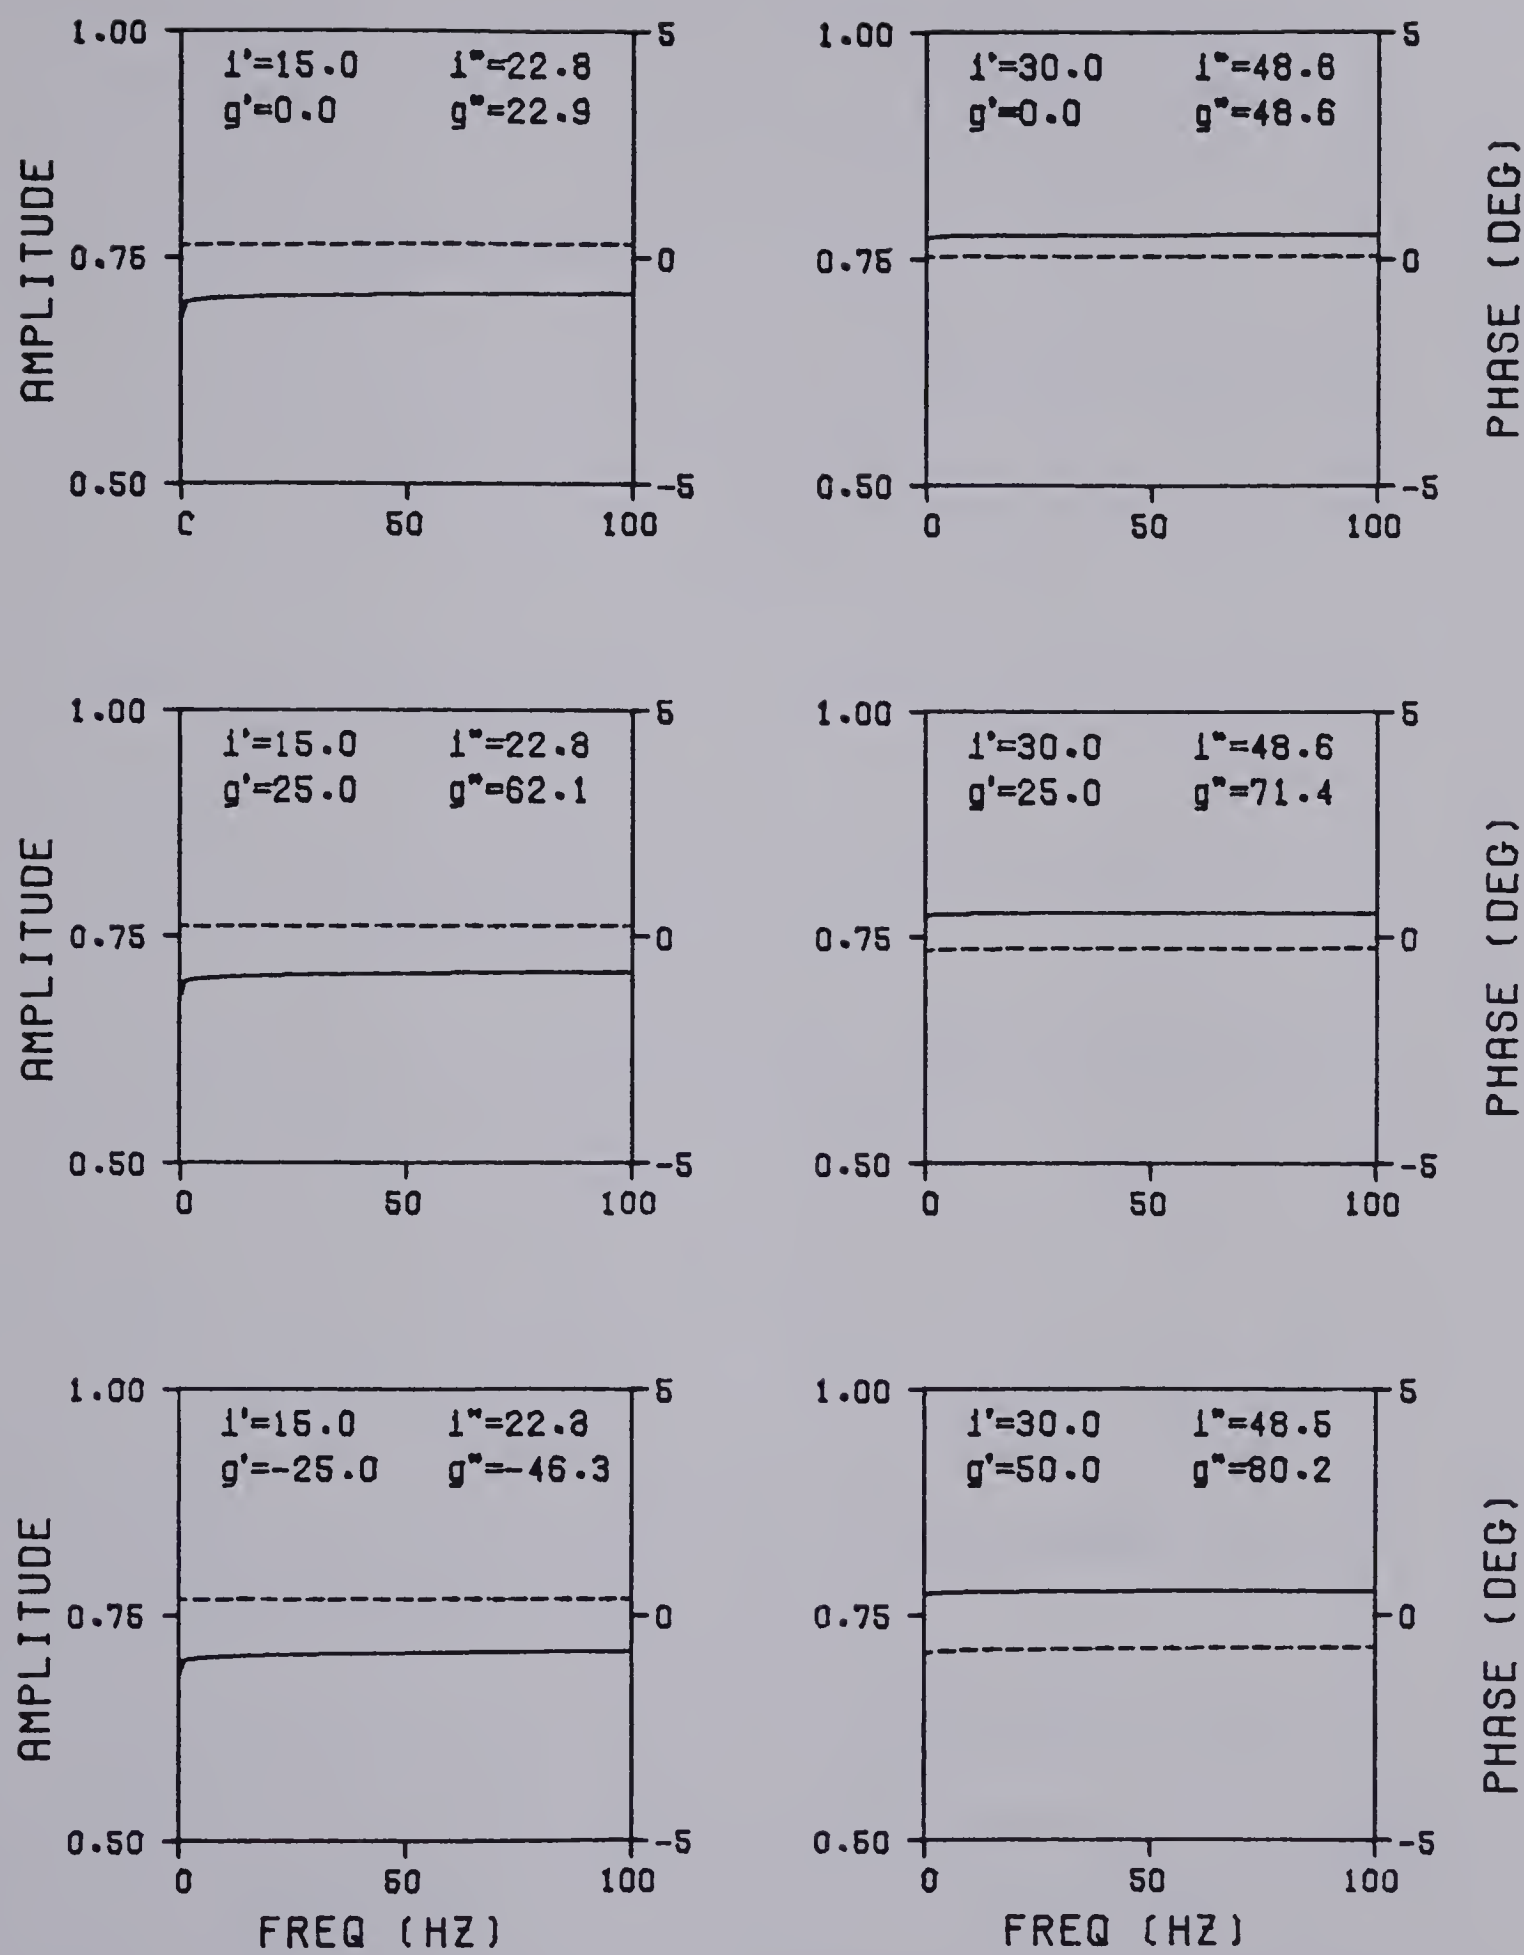 1.00
5
i'=15.0 i"=22.8
g'=0.0 g"=22.9
AMPLITUDE
0.75
0
0.50
-5
0 50 100
1.00
5
i'=30.0 i"=48.6
g'=0.0 g"=48.6
PHASE (DEG)
0.75
0
0.50
-5
0 50 100
1.00
5
i'=15.0 i"=22.8
g'=25.0 g"=62.1
AMPLITUDE
0.75
0
0.50
-5
0 50 100
1.00
5
i'=30.0 i"=48.6
g'=25.0 g"=71.4
PHASE (DEG)
0.75
0
0.50
-5
0 50 100
1.00
5
i'=15.0 i"=22.8
g'=-25.0 g"=-46.3
AMPLITUDE
0.75
0
0.50
-5
0 50 100
FREQ (HZ)
1.00
5
i'=30.0 i"=48.5
g'=50.0 g"=80.2
PHASE (DEG)
0.75
0
0.50
-5
0 50 100
FREQ (HZ)